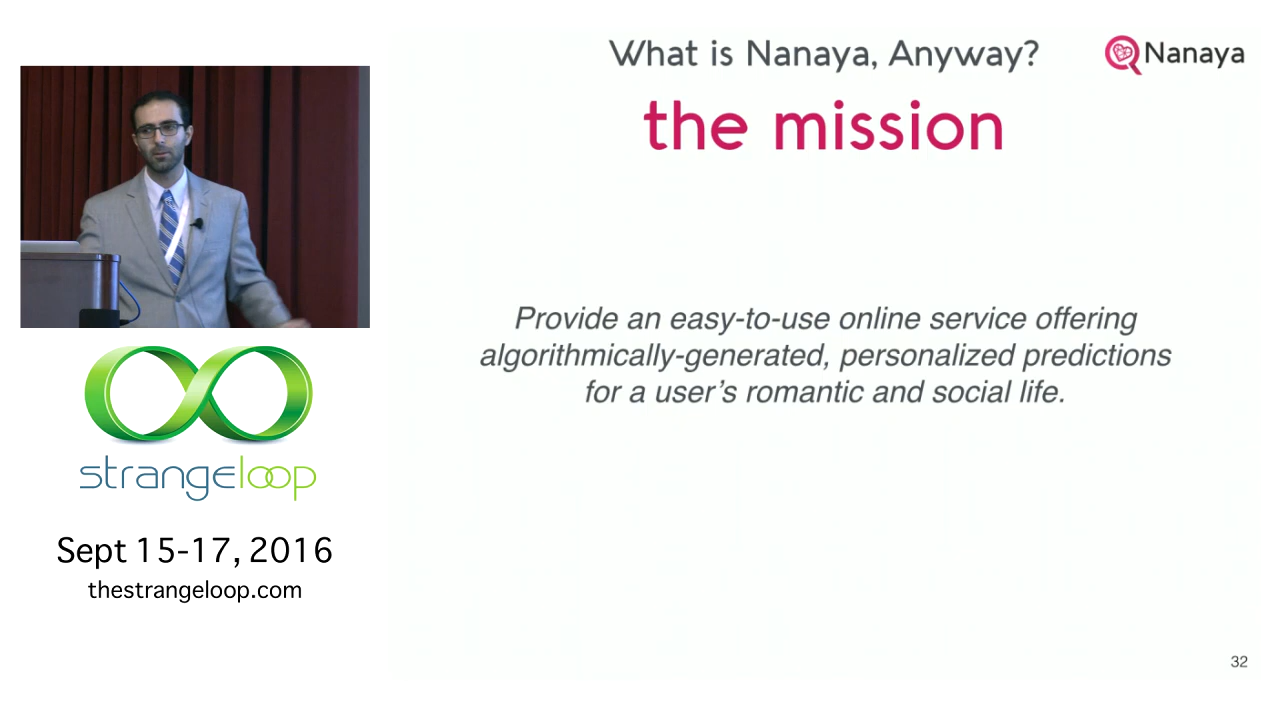 What is Nanaya, Anyway?
Nanaya
the mission
Provide an easy-to-use online service offering
algorithmically-generated, personalized predictions
for a user's romantic and social life.
strangeloop
Sept 15-17, 2016
thestrangeloop.com
32